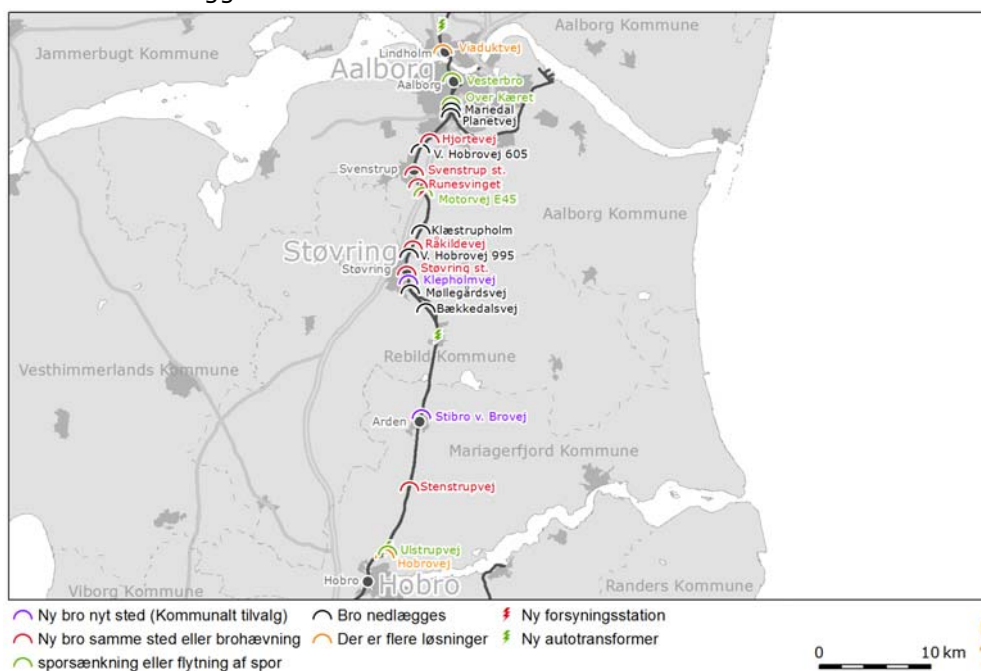 Jammerbugt Kommune
Aalborg Kommune
Lindholm
Viaduktvej
Aalborg
Aalborg
Vesterbro
Over Kæret
Mariedal
Planetvej
Hjortevej
V. Hobrovej 605
Svenstrup
Svenstrup st.
Runesvinget
Motorvej E45
Aalborg Kommune
Klæstrupholm
Støvring
Råkildevej
V. Hobrovej 995
Støvring
Støvring st.
Klepholmvej
Møllegårdsvej
Bækkedalsvej
Rebild Kommune
Vesthimmerlands Kommune
Arden
Stibro v. Brovej
Mariagerfjord Kommune
Stenstrupvej
Ulstrupvej
Hobrovej
Hobro
Hobro
Viborg Kommune
Randers Kommune
Ny bro nyt sted (Kommunalt tilvalg)
Bro nedlægges
Ny forsyningsstation
Ny bro samme sted eller brohævning
Der er flere løsninger
Ny autotransformer
sporsænkning eller flytning af spor
0 10 km